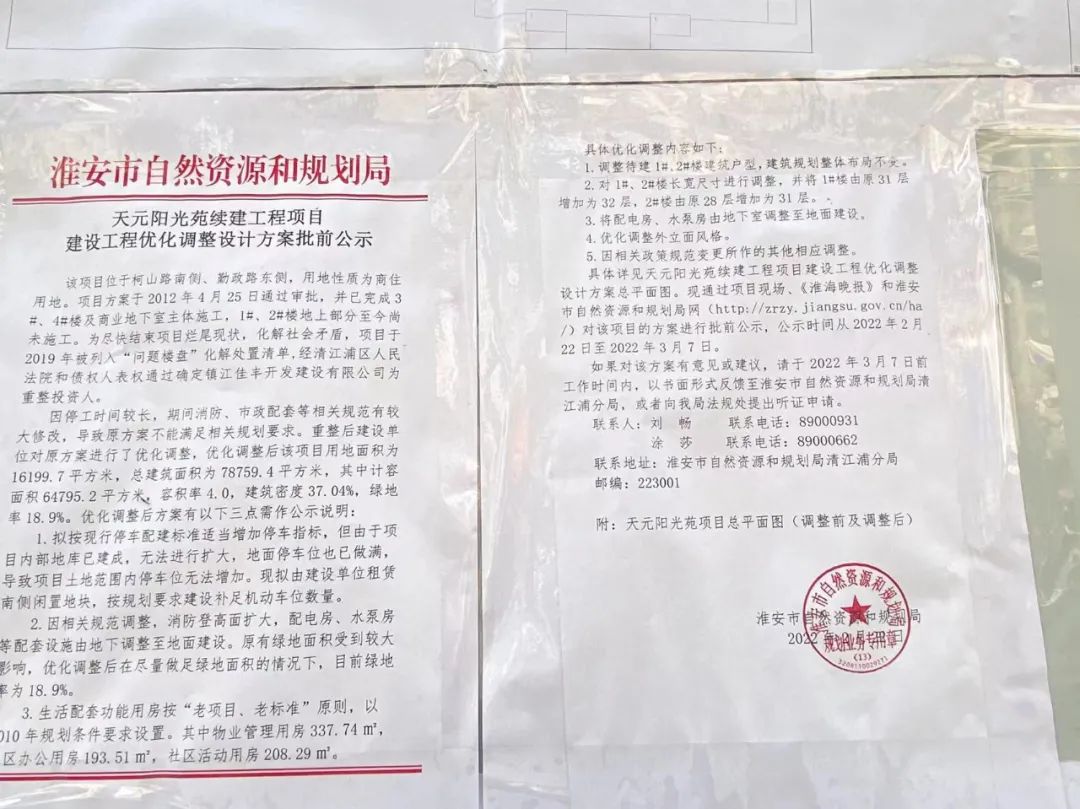 淮安市自然资源和规划局
天元阳光苑续建工程项目
建设工程优化调整设计方案批前公示
该项目位于柯山路南侧、勤政路东侧，用地性质为商住
用地。项目方案于2012年4月25日通过审批，并已完成3
#、4#楼及商业地下室主体施工，1#、2#楼地上部分至今尚
未施工。为尽快结束项目烂尾现状，化解社会矛盾，项目于
2019年被列入“问题楼盘”化解处置清单，经清江浦区人民
法院和债权人表权通过确定镇江佳丰开发建设有限公司为
重整投资人。
因停工时间较长，期间消防、市政配套等相关规范有较
大修改，导致原方案不能满足相关规划要求。重整后建设单
位对原方案进行了优化调整，优化调整后该项目用地面积为
16199.7平方米，总建筑面积为78759.4平方米，其中计容
面积64795.2平方米，容积率4.0，建筑密度37.04%，绿地
率18.9%。优化调整后方案有以下三点需作公示说明：
1.拟按现行停车配建标准适当增加停车指标，但由于项
目内部地库已建成，无法进行扩大，地面停车位也已做满，
导致项目土地范围内停车位无法增加。现拟由建设单位租赁
南侧闲置地块，按规划要求建设补足机动车位数量。
2.因相关规范调整，消防登高面扩大，配电房、水泵房
等配套设施由地下调整至地面建设。原有绿地面积受到较大
影响，优化调整后在尽量做足绿地面积的情况下，目前绿地
率为18.9%。
3.生活配套功能用房按“老项目、老标准”原则，以
010年规划条件要求设置。其中物业管理用房337.74㎡，
区办公用房193.51㎡，社区活动用房208.29㎡。
具体优化调整内容如下：
1.调整待建1#、2#楼建筑户型，建筑规划整体布局不变。
2.对1#、2#楼长宽尺寸进行调整，并将1#楼由原31层
增加为32层，2#楼由原28层增加为31层。
3.将配电房、水泵房由地下室调整至地面建设。
4.优化调整外立面风格。
5.因相关政策规范变更所作的其他相应调整。
具体详见天元阳光苑续建工程项目建设工程优化调整
设计方案总平面图。现通过项目现场、《淮海晚报》和淮安
市自然资源和规划局网（http://zrzy.jiangsu.gov.cn/ha
/）对该项目的方案进行批前公示，公示时间从2022年2月
22日至2022年3月7日。
如果对该方案有意见或建议，请于2022年3月7日前
工作时间内，以书面形式反馈至淮安市自然资源和规划局清
江浦分局，或者向我局法规处提出听证申请。
联系人：刘 畅 联系电话：89000931
涂 莎 联系电话：89000662
联系地址：淮安市自然资源和规划局清江浦分局
邮编：223001
附：天元阳光苑项目总平面图（调整前及调整后）
淮安市自然资源和规划局
2022年
淮安市自然资源和规划局
规划业务专用章
(13)